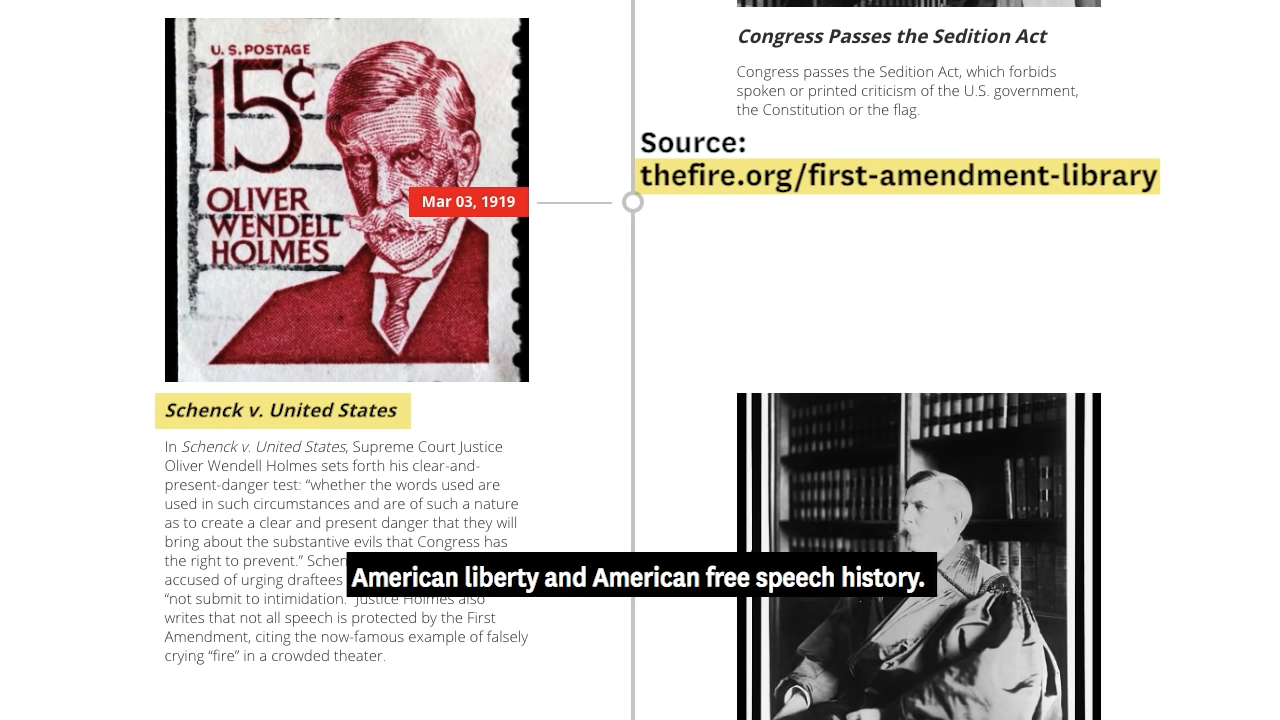 U. S. POSTAGE
15¢
OLIVER
WENDELL
HOLMES
Mar 03, 1919
Schenck v. United States
In Schenck v. United States, Supreme Court Justice
Oliver Wendell Holmes sets forth his clear-and-
present-danger test: “whether the words used are
used in such circumstances and are of such a nature
as to create a clear and present danger that they will
bring about the substantive evils that Congress has
the right to prevent.”
accused of urging draftees
“not submit to intimidation.” Justice Holmes also
writes that not all speech is protected by the First
Amendment, citing the now-famous example of falsely
crying “fire” in a crowded theater.
Congress Passes the Sedition Act
Congress passes the Sedition Act, which forbids
spoken or printed criticism of the U.S. government,
the Constitution or the flag.
Source:
thefire.org/first-amendment-library
American liberty and American free speech history.